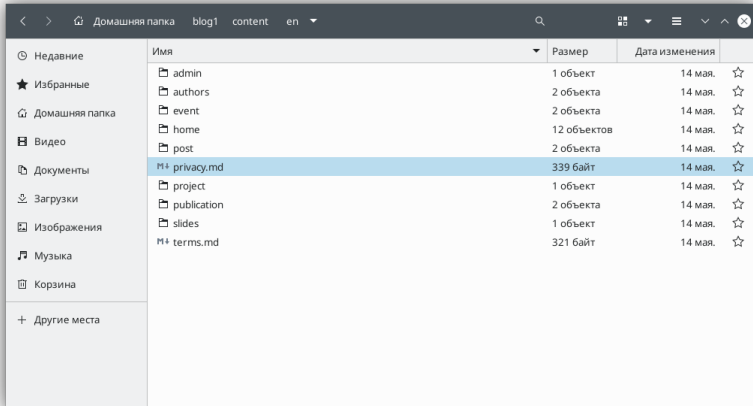 Домашняя папка blog1 content en
Недавние
Избранные
Домашняя папка
Видео
Документы
Загрузки
Изображения
Музыка
Корзина
+ Другие места
Имя Размер Дата изменения
admin 1 объект 14 мая.
authors 2 объекта 14 мая.
event 2 объекта 14 мая.
home 12 объектов 14 мая.
post 2 объекта 14 мая.
M+ privacy.md 339 байт 14 мая.
project 1 объект 14 мая.
publication 2 объекта 14 мая.
slides 1 объект 14 мая.
M+ terms.md 321 байт 14 мая.